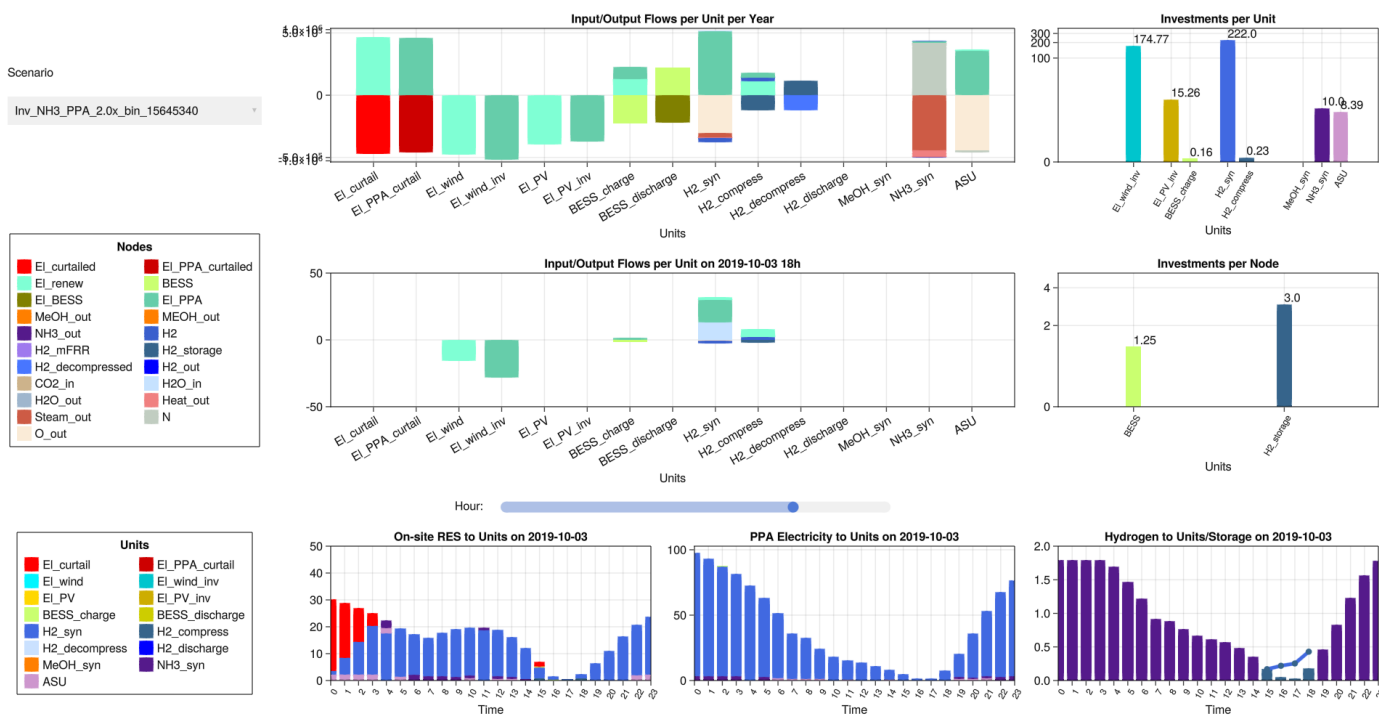 Scenario
Inv_NH3_PPA_2.0x_bin_15645340
Input/Output Flows per Unit per Year
0
El_curtail
El_PPA_curtail
El_wind
El_wind_inv
El_PV
El_PV_inv
BESS_charge
BESS_discharge
H2_syn
H2_compress
H2_decompress
H2_discharge
MeOH_syn
NH3_syn
ASU
Units
Investments per Unit
300
200
100
0
174.77
15.26
0.16
222.0
0.23
10.0
8.39
El_wind_inv
El_PV_inv
BESS_charge
H2_syn
H2_compress
MeOH_syn
NH3_syn
ASU
Units
Nodes
El_curtailed El_PPA_curtailed
El_renew BESS
El_BESS El_PPA
MeOH_out MEOH_out
NH3_out H2
H2_mFRR H2_storage
H2_decompressed H2_out
CO2_in H2O_in
H2O_out Heat_out
Steam_out N
O_out
Input/Output Flows per Unit on 2019-10-03 18h
50
0
-50
El_curtail
El_PPA_curtail
El_wind
El_wind_inv
El_PV
El_PV_inv
BESS_charge
BESS_discharge
H2_syn
H2_compress
H2_decompress
H2_discharge
MeOH_syn
NH3_syn
ASU
Units
Investments per Node
4
2
0
1.25
3.0
BESS
H2_storage
Units
Hour:
Units
El_curtail El_PPA_curtail
El_wind El_wind_inv
El_PV El_PV_inv
BESS_charge BESS_discharge
H2_syn H2_compress
H2_decompress H2_discharge
MeOH_syn NH3_syn
ASU
On-site RES to Units on 2019-10-03
50
40
30
20
10
0
0 1 2 3 4 5 6 7 8 9 10 11 12 13 14 15 16 17 18 19 20 21 22 23
Time
PPA Electricity to Units on 2019-10-03
100
50
0
0 1 2 3 4 5 6 7 8 9 10 11 12 13 14 15 16 17 18 19 20 21 22 23
Time
Hydrogen to Units/Storage on 2019-10-03
2.0
1.5
1.0
0.5
0.0
0 1 2 3 4 5 6 7 8 9 10 11 12 13 14 15 16 17 18 19 20 21 22
Time